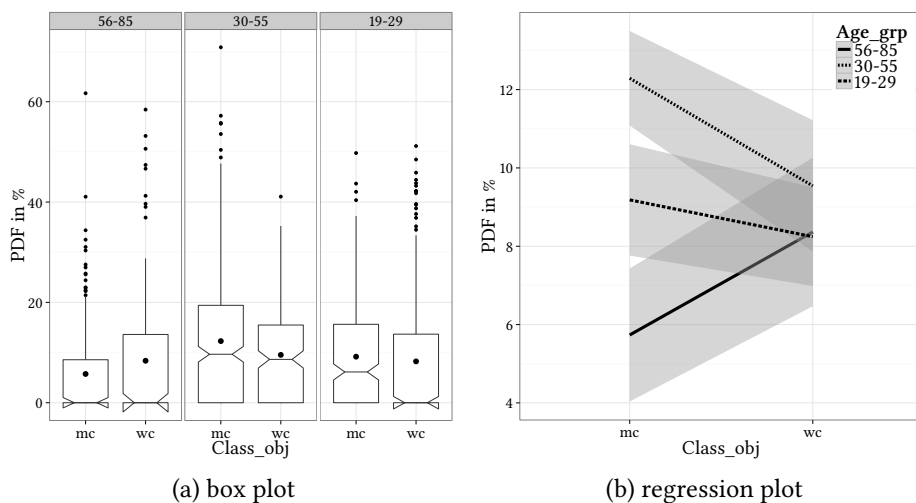 56-85 30-55 19-29
PDF in %
60
40
20
0
mc wc mc wc mc wc
Class_obj
(a) box plot
Age_grp
56-85
30-55
19-29
PDF in %
12
10
8
6
4
mc wc
Class_obj
(b) regression plot